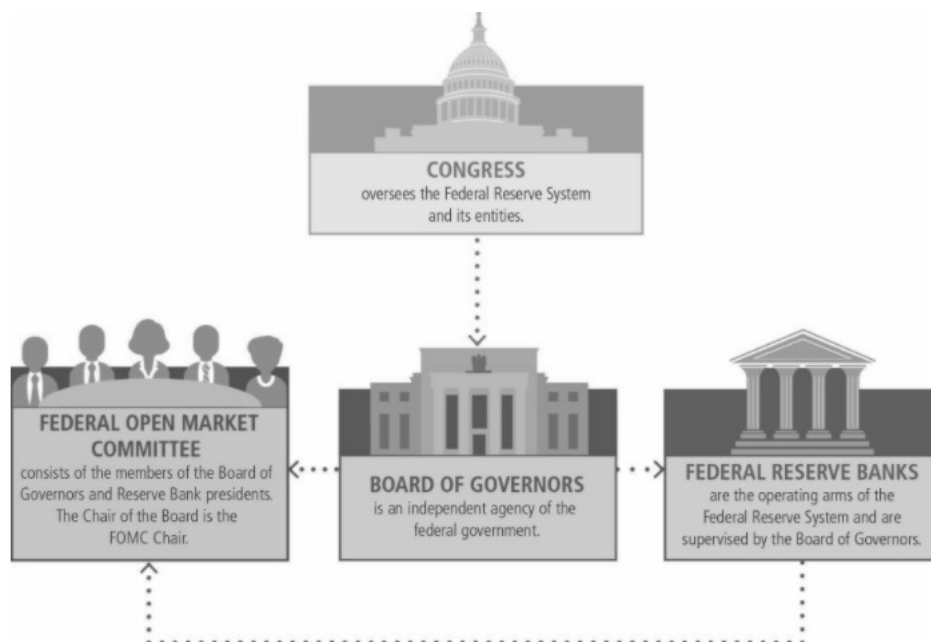 CONGRESS
oversees the Federal Reserve System
and its entities.
FEDERAL OPEN MARKET
COMMITTEE
consists of the members of the Board of
Governors and Reserve Bank presidents.
The Chair of the Board is the
FOMC Chair.
BOARD OF GOVERNORS
is an independent agency of the
federal government.
FEDERAL RESERVE BANKS
are the operating arms of the
Federal Reserve System and are
supervised by the Board of Governors.